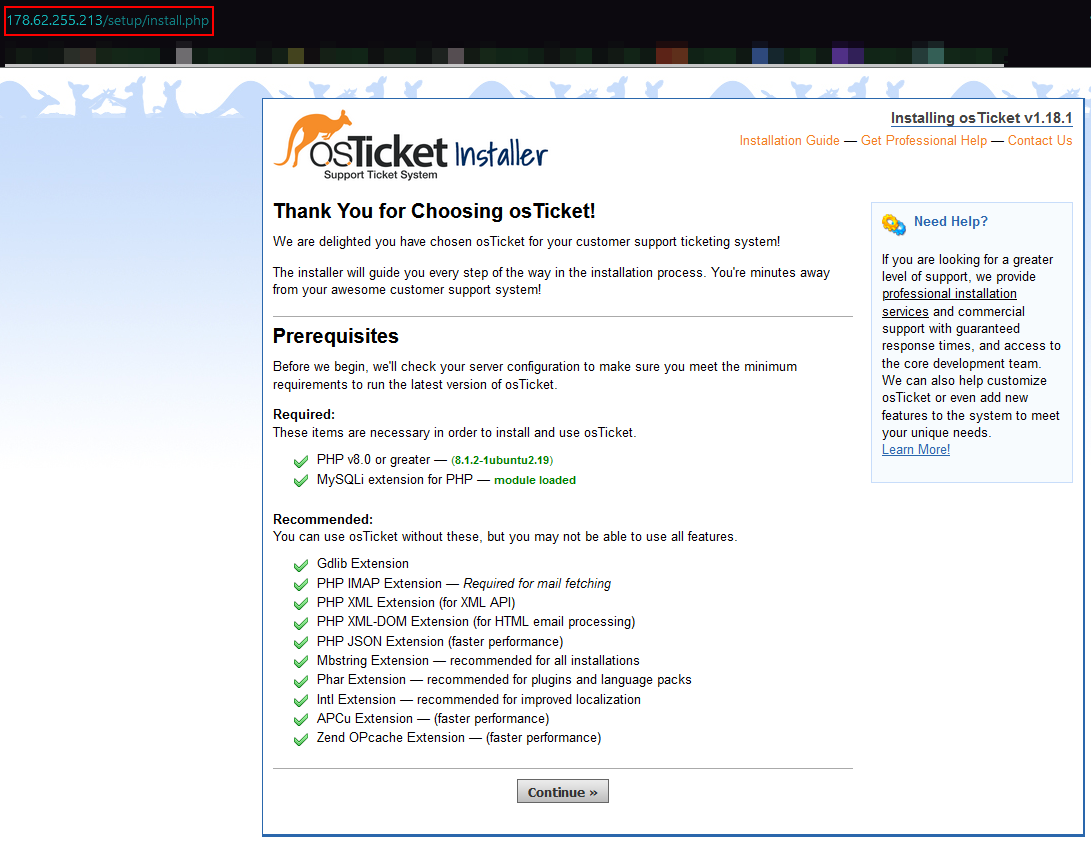 178.62.255.213/setup/install.php
osTicket Installer
Support Ticket System
Installing osTicket v1.18.1
Installation Guide — Get Professional Help — Contact Us
Thank You for Choosing osTicket!
We are delighted you have chosen osTicket for your customer support ticketing system!
The installer will guide you every step of the way in the installation process. You're minutes away
from your awesome customer support system!
Prerequisites
Before we begin, we'll check your server configuration to make sure you meet the minimum
requirements to run the latest version of osTicket.
Required:
These items are necessary in order to install and use osTicket.
PHP v8.0 or greater — (8.1.2-1ubuntu2.19)
MySQLi extension for PHP — module loaded
Recommended:
You can use osTicket without these, but you may not be able to use all features.
Gdlib Extension
PHP IMAP Extension — Required for mail fetching
PHP XML Extension (for XML API)
PHP XML-DOM Extension (for HTML email processing)
PHP JSON Extension (faster performance)
Mbstring Extension — recommended for all installations
Phar Extension — recommended for plugins and language packs
Intl Extension — recommended for improved localization
APCu Extension — (faster performance)
Zend OPcache Extension — (faster performance)
Continue »
Need Help?
If you are looking for a greater
level of support, we provide
professional installation
services and commercial
support with guaranteed
response times, and access to
the core development team.
We can also help customize
osTicket or even add new
features to the system to meet
your unique needs.
Learn More!